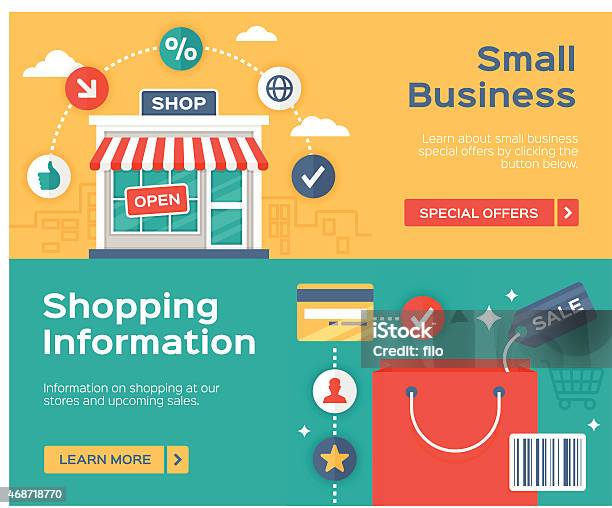 %
SHOP
OPEN
Small
Business
Learn about small business
special offers by clicking the
button below.
SPECIAL OFFERS
Shopping
Information
Information on shopping at our
stores and upcoming sales.
LEARN MORE
SALE
iStock
Credit: filo
468718770